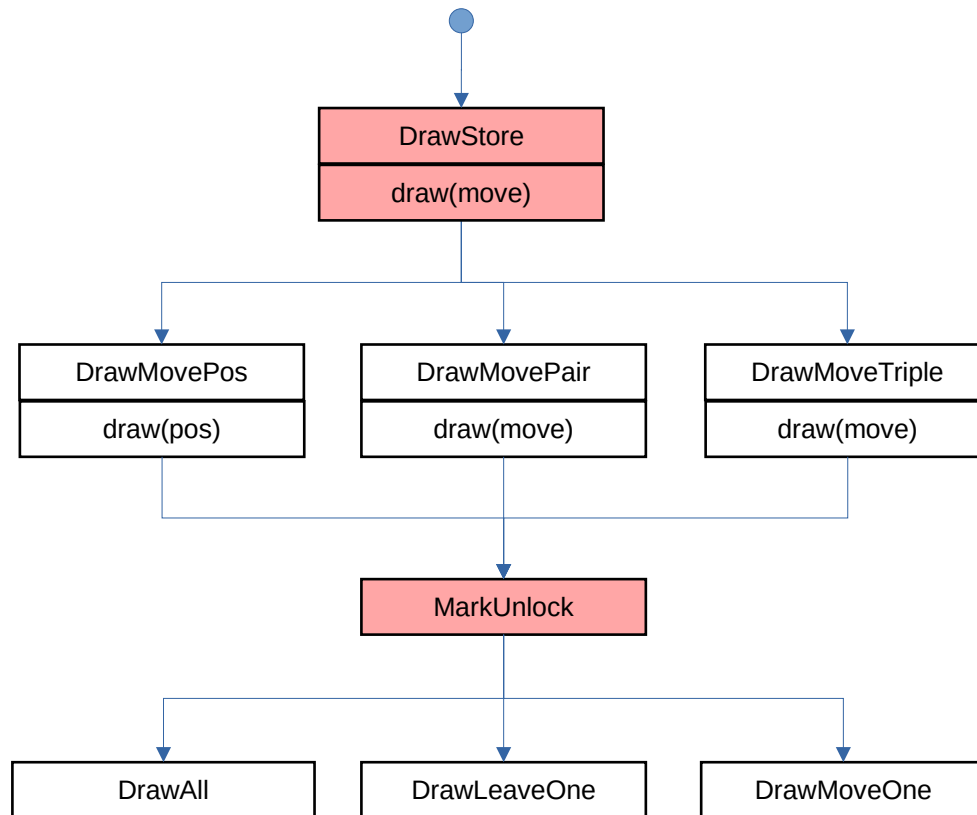 DrawStore
draw(move)
DrawMovePos
DrawMovePair
DrawMoveTriple
draw(pos)
draw(move)
draw(move)
MarkUnlock
DrawAll
DrawLeaveOne
DrawMoveOne